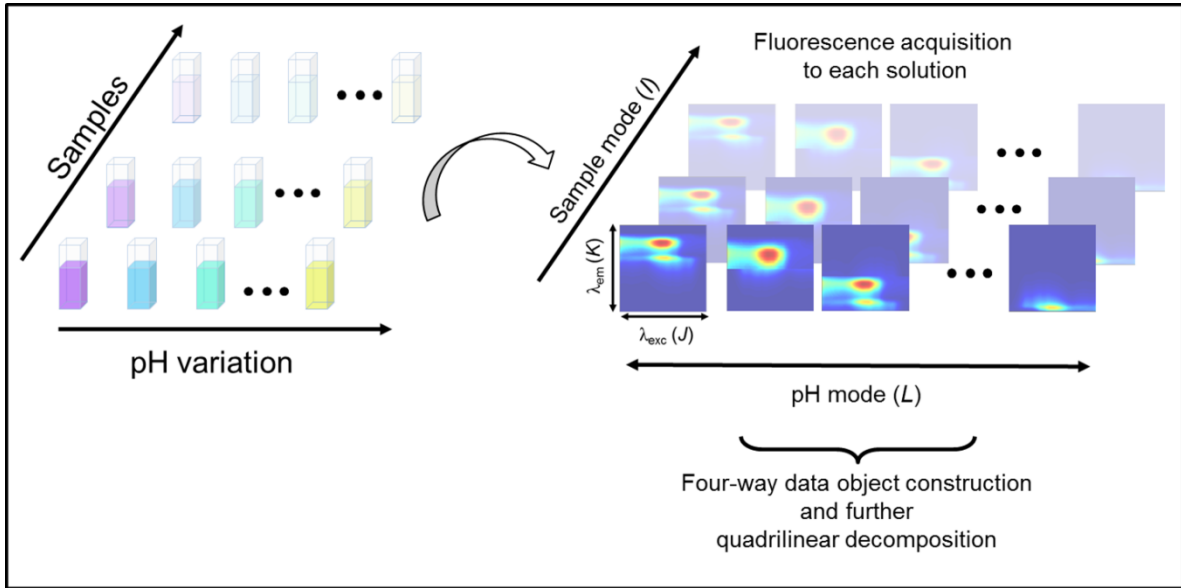 Samples
pH variation
Fluorescence acquisition
to each solution
Sample mode (I)
λem (K)
λexc (J)
pH mode (L)
Four-way data object construction
and further
quadrilinear decomposition